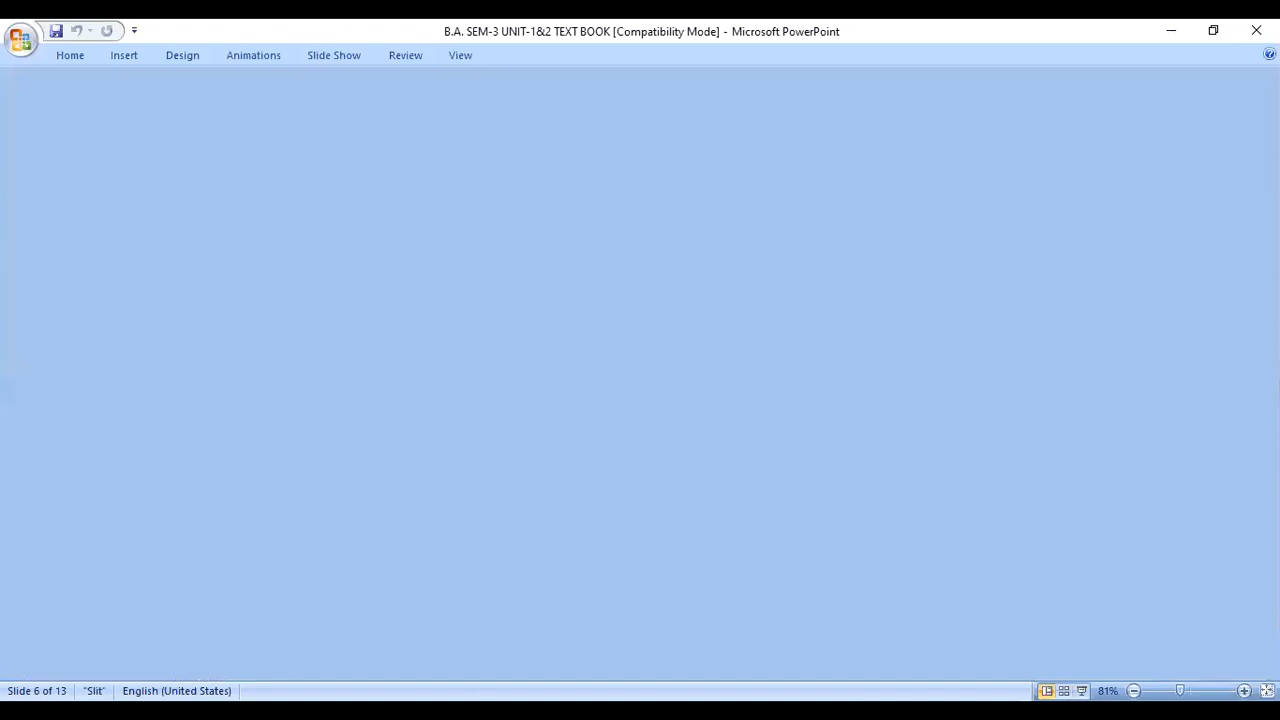 B.A. SEM-3 UNIT-1&2 TEXT BOOK [Compatibility Mode] - Microsoft PowerPoint
Home Insert Design Animations Slide Show Review View
Slide 6 of 13 "Slit" English (United States) 81%